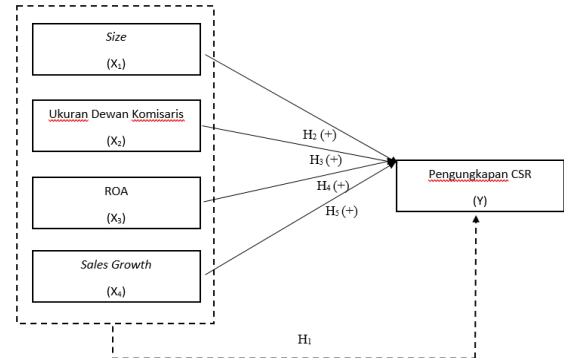 Size
(X1)
Ukuran Dewan Komisaris
(X2)
ROA
(X3)
Sales Growth
(X4)
H2 (+)
H3 (+)
H4 (+)
H5 (+)
Pengungkapan CSR
(Y)
H1